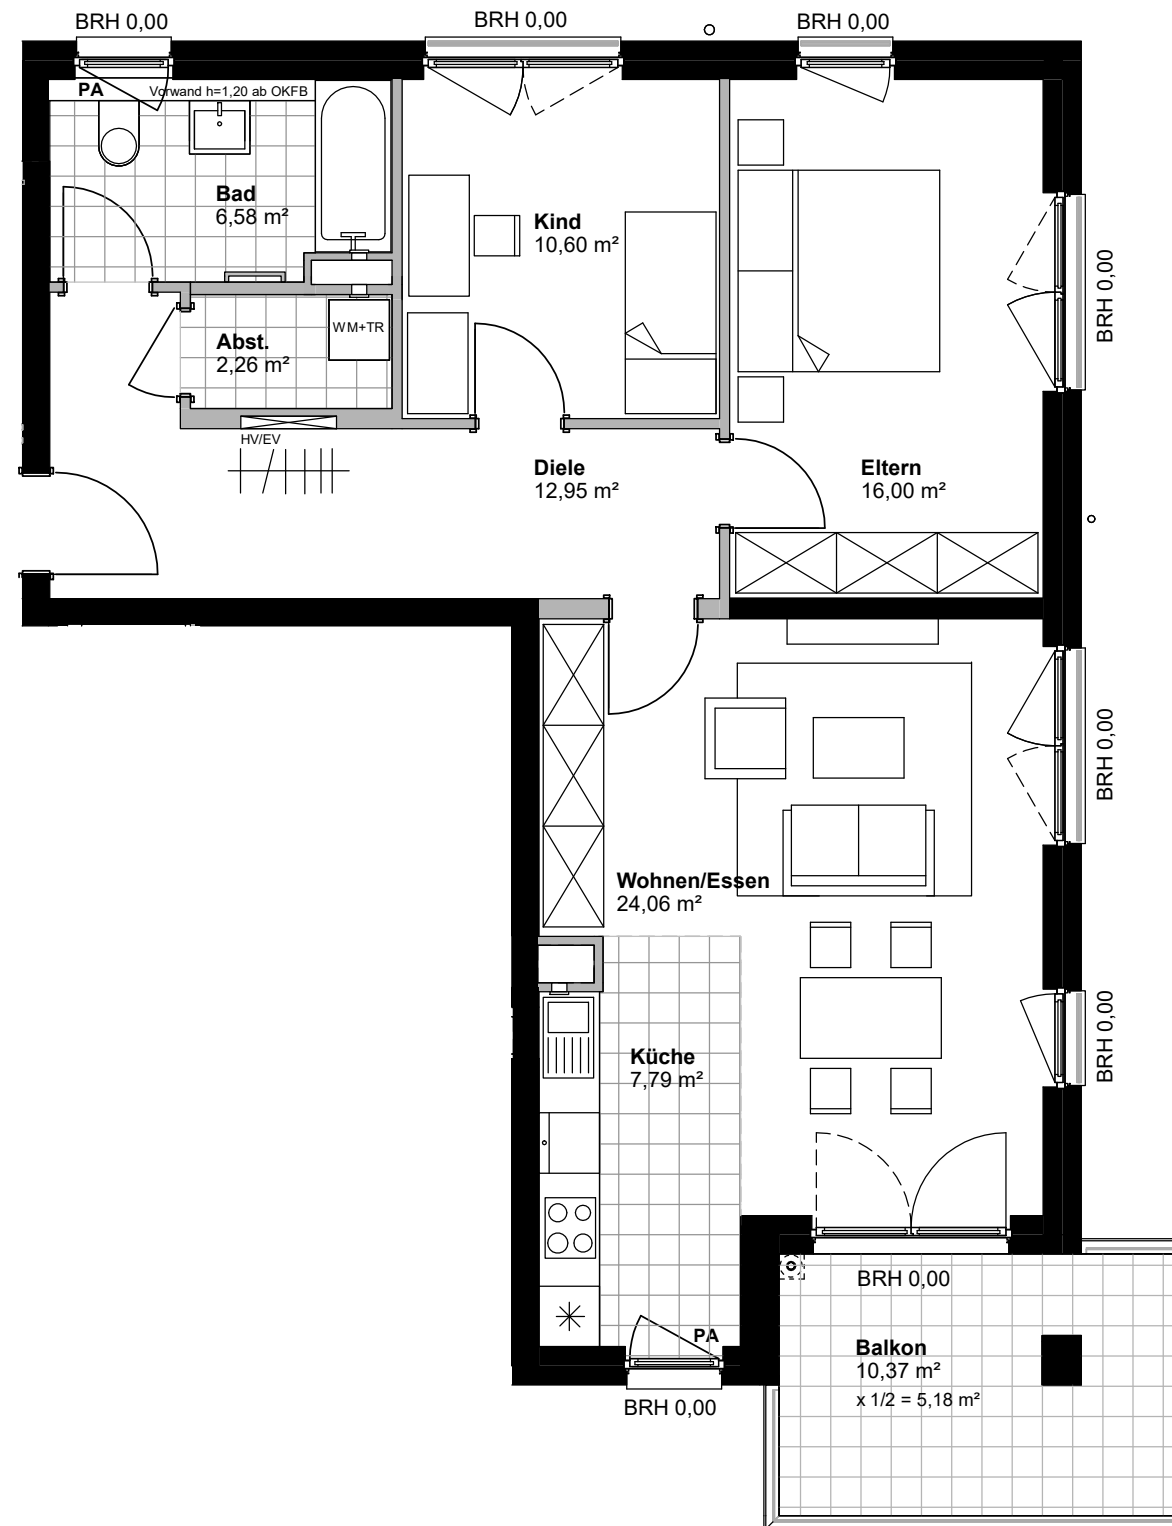 BRH 0,00
BRH 0,00
BRH 0,00
PA
Vorwand h=1,20 ab OKFB
Bad
6,58 m²
Kind
10,60 m²
BRH 0,00
Abst.
2,26 m²
WM+TR
HV/EV
Diele
12,95 m²
Eltern
16,00 m²
BRH 0,00
Wohnen/Essen
24,06 m²
BRH 0,00
Küche
7,79 m²
BRH 0,00
PA
Balkon
10,37 m²
x 1/2 = 5,18 m²
BRH 0,00